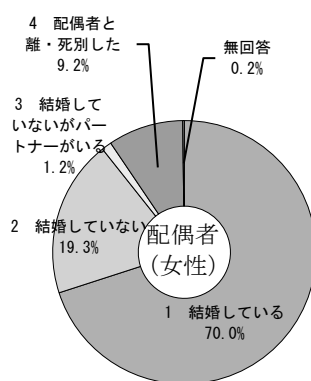 4 配偶者と
離・死別した
9.2%
無回答
0.2%
3 結婚して
いないがパー
トナーがいる
1.2%
2 結婚していない
19.3%
配偶者
(女性)
1 結婚している
70.0%